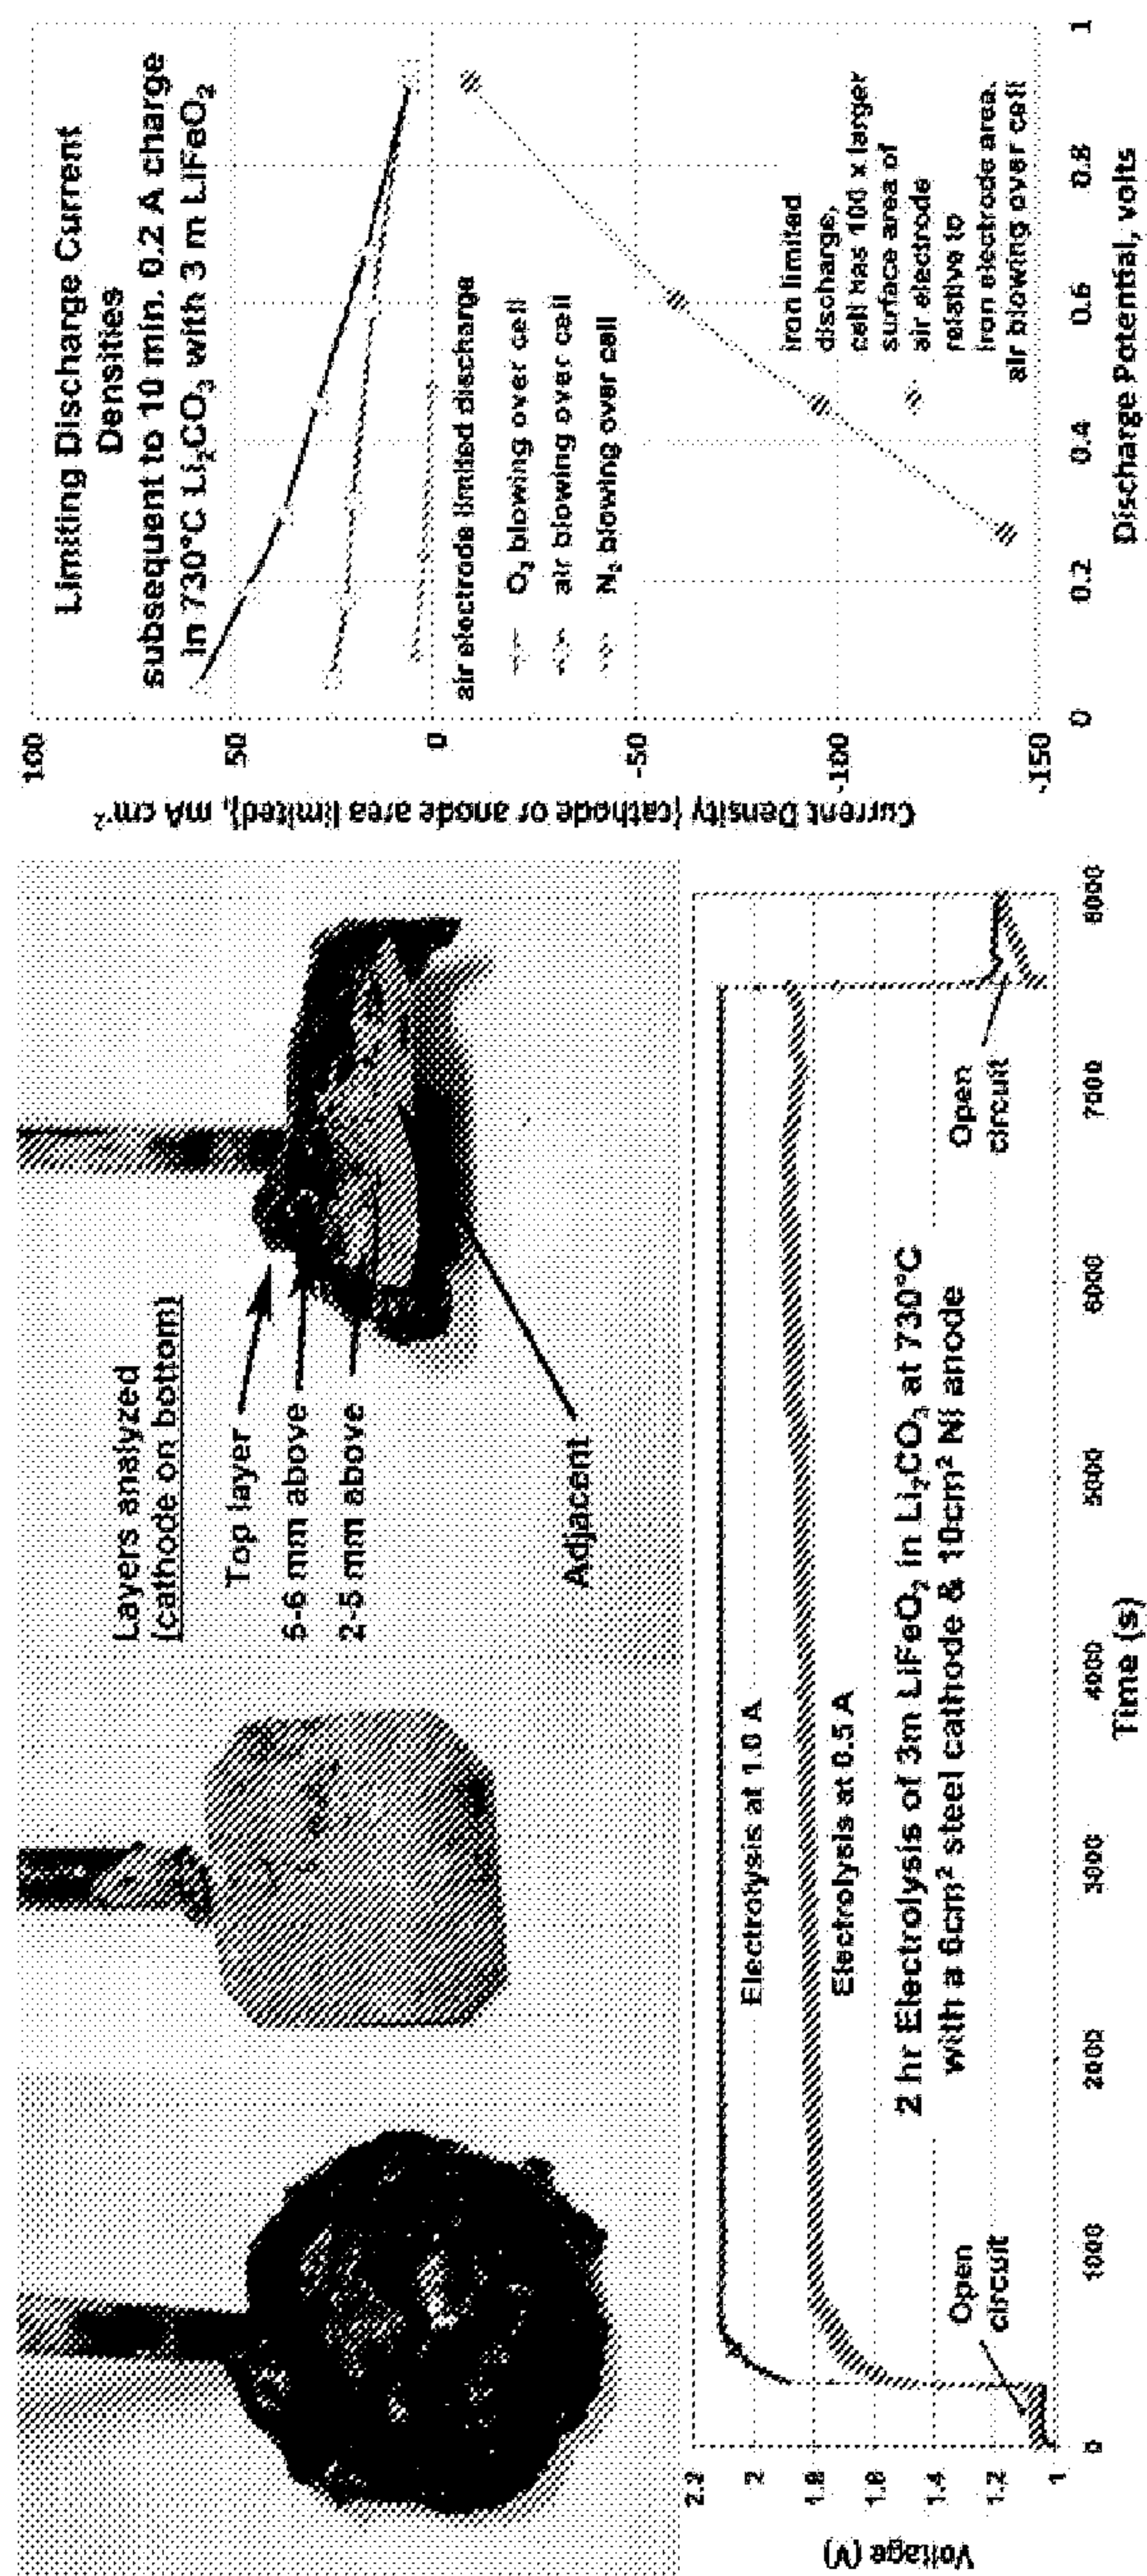 Layers analyzed
(cathode on bottom)
Top layer
5-6 mm above
2-5 mm above
Adjacent
Voltage (V)
2.2
2
1.8
1.6
1.4
1.2
1
Electrolysis at 1.0 A
Electrolysis at 0.5 A
2 hr Electrolysis of 3m LiFeO₂ in Li₂CO₃ at 730°C
with a 6cm² steel cathode & 10cm² Ni anode
Open
circuit
Open
circuit
0
1000
2000
3000
4000
5000
6000
7000
8000
Time (s)
Current Density (cathode or anode area limited), mA cm⁻²
100
50
0
-50
-100
-150
Limiting Discharge Current
Densities
subsequent to 10 min. 0.2 A charge
in 730°C Li₂CO₃ with 3 m LiFeO₂
air electrode limited discharge
O₂ blowing over cell
air blowing over cell
N₂ blowing over cell
iron limited
discharge,
cell has 100 x larger
surface area of
air electrode
relative to
iron electrode area.
air blowing over cell
0
0.2
0.4
0.6
0.8
1
Discharge Potential, volts